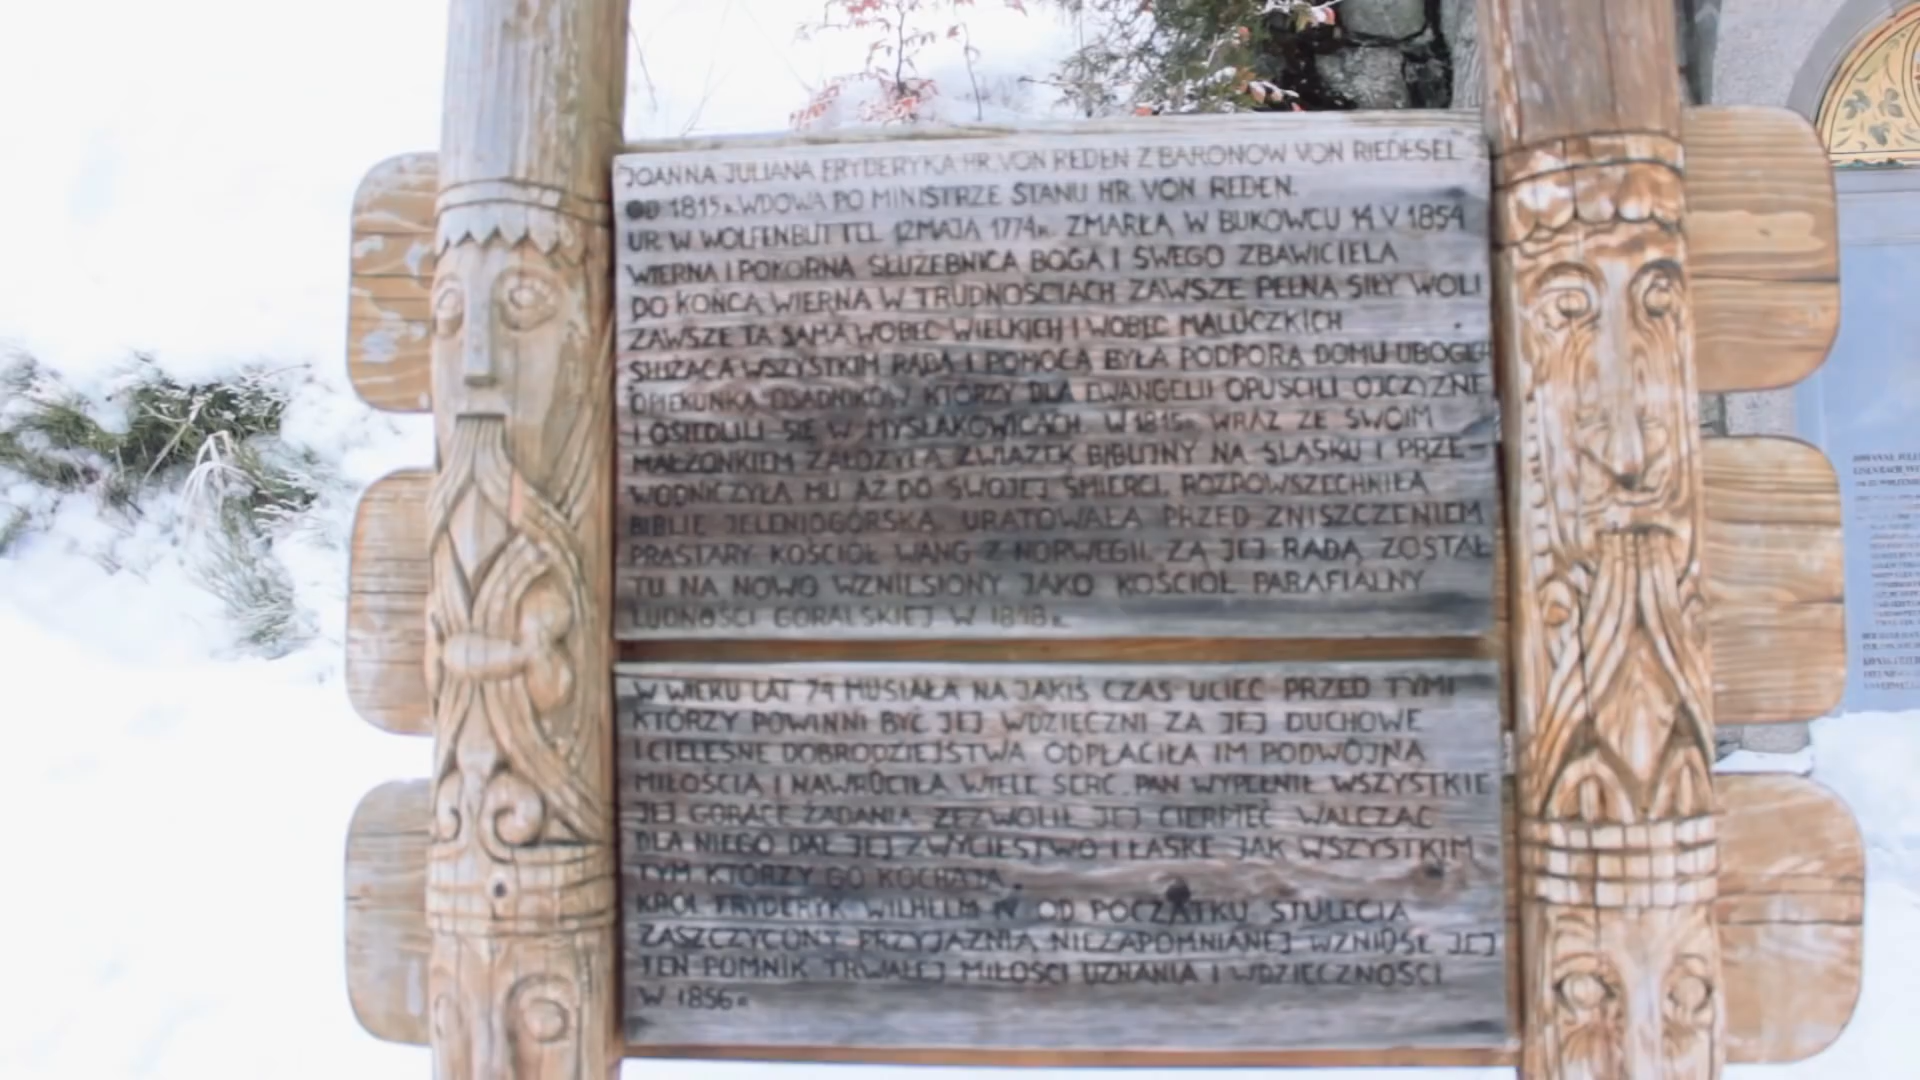 JOANNA JULIANA FRYDERYKA HR. VON REDEN Z BARONOW VON RIEDESEL
OD 1815 r. WDOWA PO MINISTRZE STANU HR. VON REDEN.
UR. W WOLFENBUTTEL 12 MAJA 1774 r. ZMARŁA W BUKOWCU 14 V 1854
WIERNA I POKORNA SŁUŻEBNICA BOGA I SWEGO ZBAWICIELA
DO KOŃCA WIERNA W TRUDNOŚCIACH ZAWSZE PEŁNA SIŁY WOLI
ZAWSZE TA SAMA WOBEC WIELKICH I WOBEC MALUCZKICH
SŁUŻĄCA WSZYSTKIM RADĄ I POMOCĄ BYŁA PODPORĄ DOMU UBOGICH
OPIEKUNKA OSADNIKÓW KTÓRZY DLA EWANGELII OPUŚCILI OJCZYZNĘ
I OSIEDLILI SIĘ W MYSŁAKOWICACH. W 1815 r. WRAZ ZE SWOIM
MAŁŻONKIEM ZAŁOŻYŁA ZWIĄZEK BIBLIJNY NA ŚLĄSKU I PRZE-
WODNICZYŁA MU AŻ DO SWOJEJ ŚMIERCI. ROZPOWSZECHNIŁA
BIBLIĘ JELENIOGÓRSKĄ. URATOWAŁA PRZED ZNISZCZENIEM
PRASTARY KOŚCIÓŁ WANG Z NORWEGII. ZA JEJ RADĄ ZOSTAŁ
TU NA NOWO WZNIESIONY JAKO KOŚCIÓŁ PARAFIALNY
LUDNOŚCI GÓRALSKIEJ W
W WIEKU LAT 74 MUSIAŁA NA JAKIŚ CZAS UCIEC PRZED TYMI
KTÓRZY POWINNI BYĆ JEJ WDZIĘCZNI ZA JEJ DUCHOWE
I CIELESNE DOBRODZIEJSTWA ODPŁACIŁA IM PODWÓJNĄ
MIŁOŚCIĄ I NAWRÓCIŁA WIELE SERC. PAN WYPEŁNIŁ WSZYSTKIE
JEJ GORĄCE ŻĄDANIA ZEZWOLIŁ JEJ CIERPIEĆ WALCZĄC
DLA NIEGO DAŁ JEJ ZWYCIĘSTWO I ŁASKĘ JAK WSZYSTKIM
TYM KTÓRZY GO KOCHAJĄ.
KRÓL FRYDERYK WILHELM IV OD POCZĄTKU STULECIA
ZASZCZYCONY PRZYJAŹNIĄ NIEZAPOMNIANEJ WZNIÓSŁ JEJ
TEN POMNIK TRWAŁEJ MIŁOŚCI UZNANIA I WDZIĘCZNOŚCI
W 1856 r.